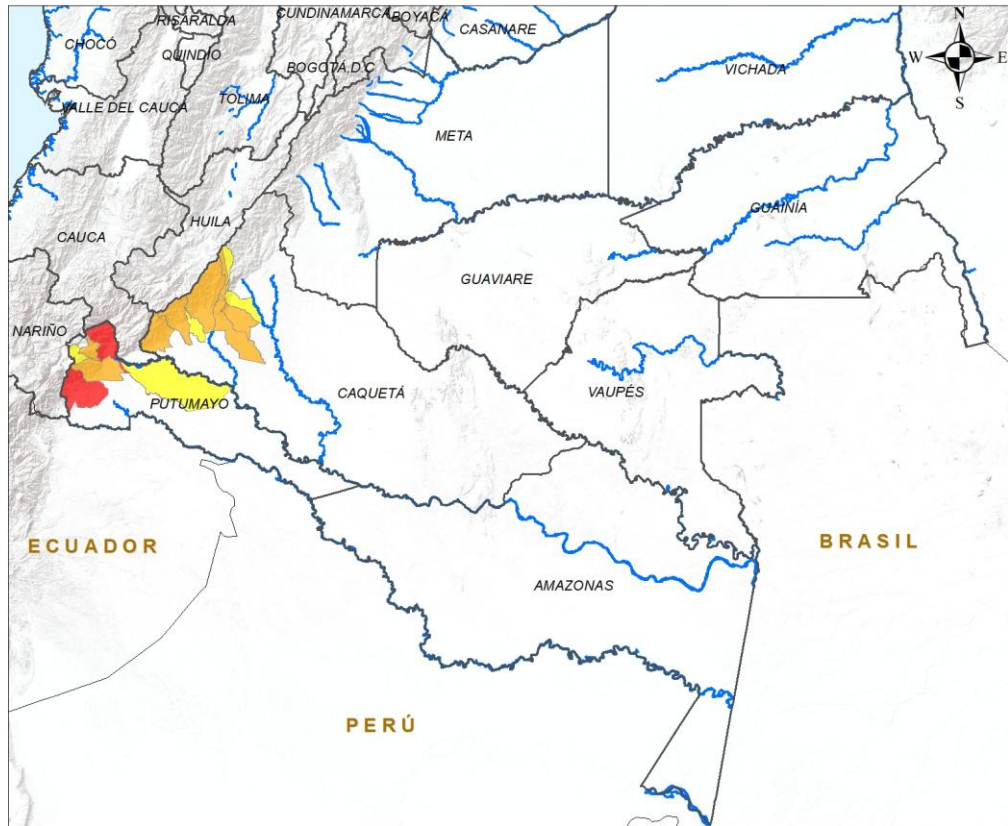 CUNDINAMARCA
BOYACÁ
RISARALDA
CASANARE
N
CHOCÓ
QUINDÍO
W
E
BOGOTÁ D.C
VICHADA
TOLIMA
S
VALLE DEL CAUCA
META
GUAINÍA
HUILA
CAUCA
GUAVIARE
NARIÑO
CAQUETÁ
VAUPÉS
PUTUMAYO
BRASIL
ECUADOR
AMAZONAS
PERÚ